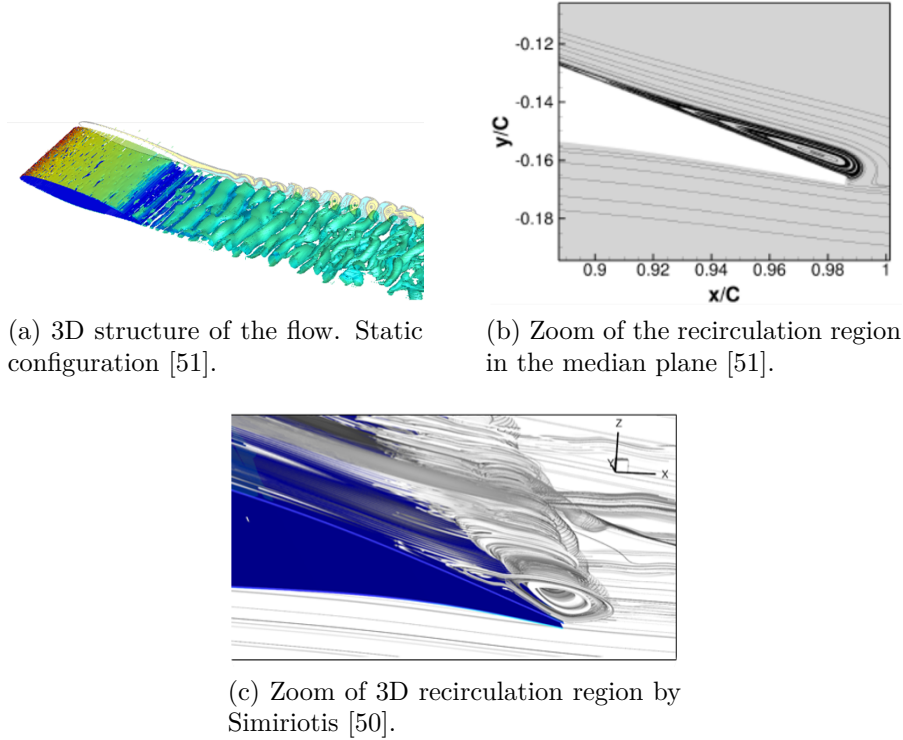 -0.12
-0.14
-0.16
-0.18
y/C
0.9 0.92 0.94 0.96 0.98 1
x/C
(a) 3D structure of the flow. Static
configuration [51].
(b) Zoom of the recirculation region
in the median plane [51].
Z
Y
X
(c) Zoom of 3D recirculation region by
Simiriotis [50].